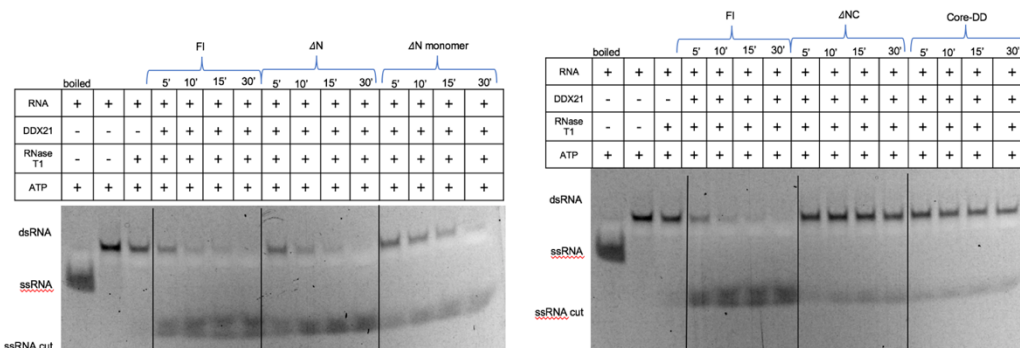 Fl ΔN ΔN monomer
boiled 5' 10' 15' 30' 5' 10' 15' 30' 5' 10' 15' 30'
RNA + + + + + + + + + + + + + + +
DDX21 - - - + + + + + + + + + + + +
RNase T1 - - + + + + + + + + + + + + +
ATP + + + + + + + + + + + + + + +
dsRNA
ssRNA
ssRNA cut
Fl ΔNC Core-DD
boiled 5' 10' 15' 30' 5' 10' 15' 30' 5' 10' 15' 30'
RNA + + + + + + + + + + + + + + +
DDX21 - - - + + + + + + + + + + + +
RNase T1 - - + + + + + + + + + + + + +
ATP + + + + + + + + + + + + + + +
dsRNA
ssRNA
ssRNA cut